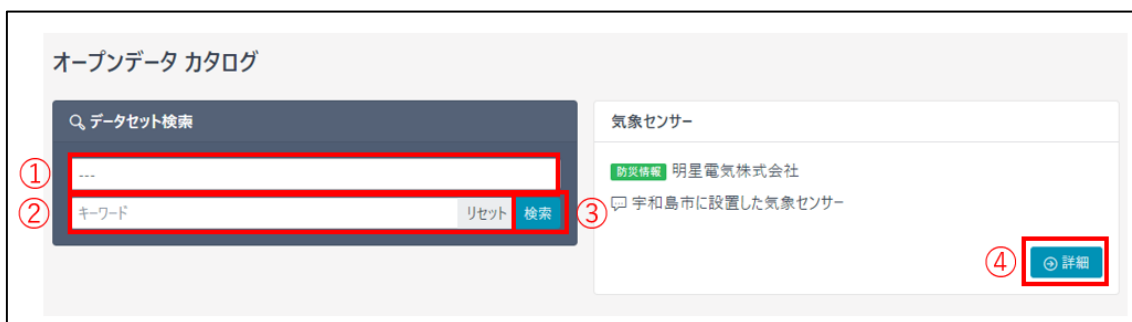 オープンデータ カタログ
データセット検索
① ---
② キーワード リセット 検索 ③
気象センサー
防災情報 明星電気株式会社
宇和島市に設置した気象センサー
④ 詳細